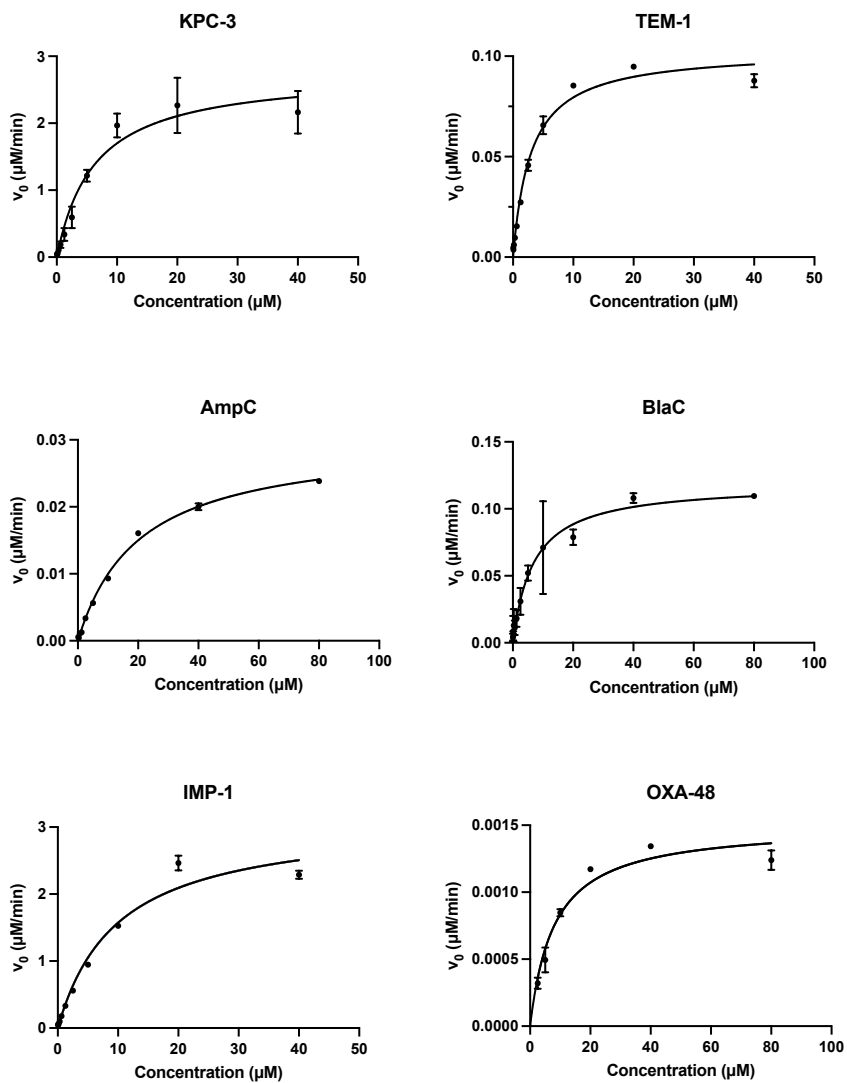 KPC-3
3
2
1
0
v0 (µM/min)
0 10 20 30 40 50
Concentration (µM)
TEM-1
0.10
0.05
0.00
v0 (µM/min)
0 10 20 30 40 50
Concentration (µM)
AmpC
0.03
0.02
0.01
0.00
v0 (µM/min)
0 20 40 60 80 100
Concentration (µM)
BlaC
0.15
0.10
0.05
0.00
v0 (µM/min)
0 20 40 60 80 100
Concentration (µM)
IMP-1
3
2
1
0
v0 (µM/min)
0 10 20 30 40 50
Concentration (µM)
OXA-48
0.0015
0.0010
0.0005
0.0000
v0 (µM/min)
0 20 40 60 80 100
Concentration (µM)